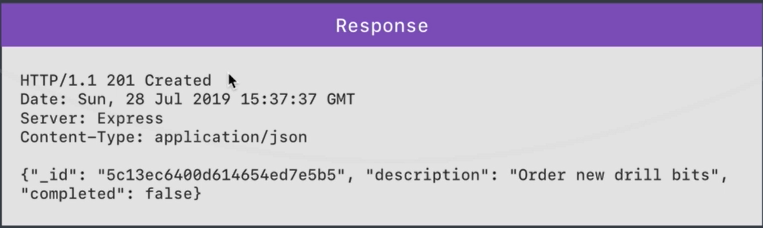 Response
HTTP/1.1 201 Created
Date: Sun, 28 Jul 2019 15:37:37 GMT
Server: Express
Content-Type: application/json
{"_id": "5c13ec6400d614654ed7e5b5", "description": "Order new drill bits",
"completed": false}